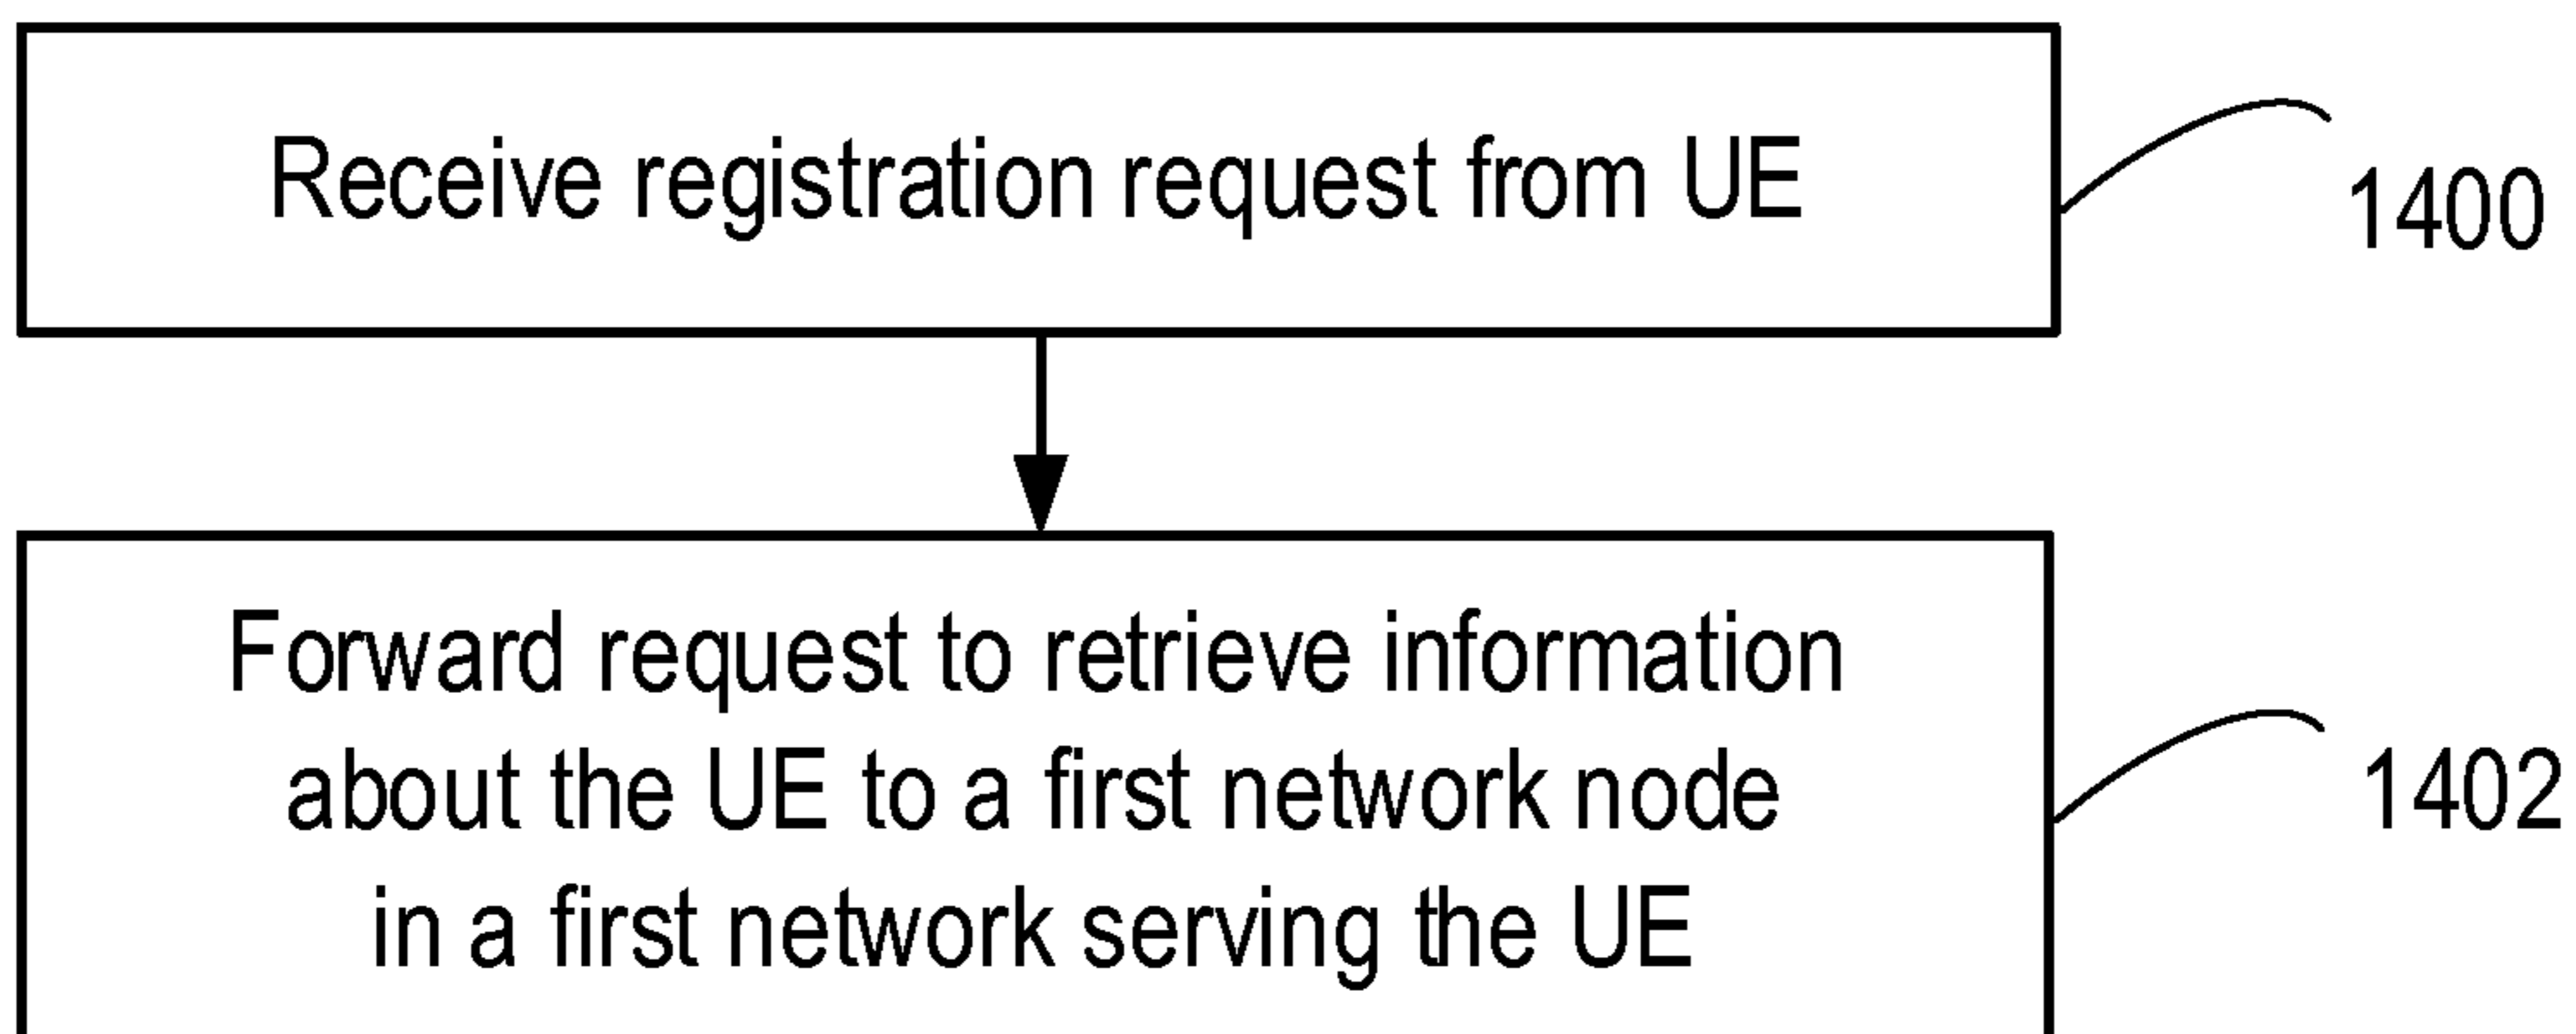 Receive registration request from UE
1400
Forward request to retrieve information
about the UE to a first network node
in a first network serving the UE
1402